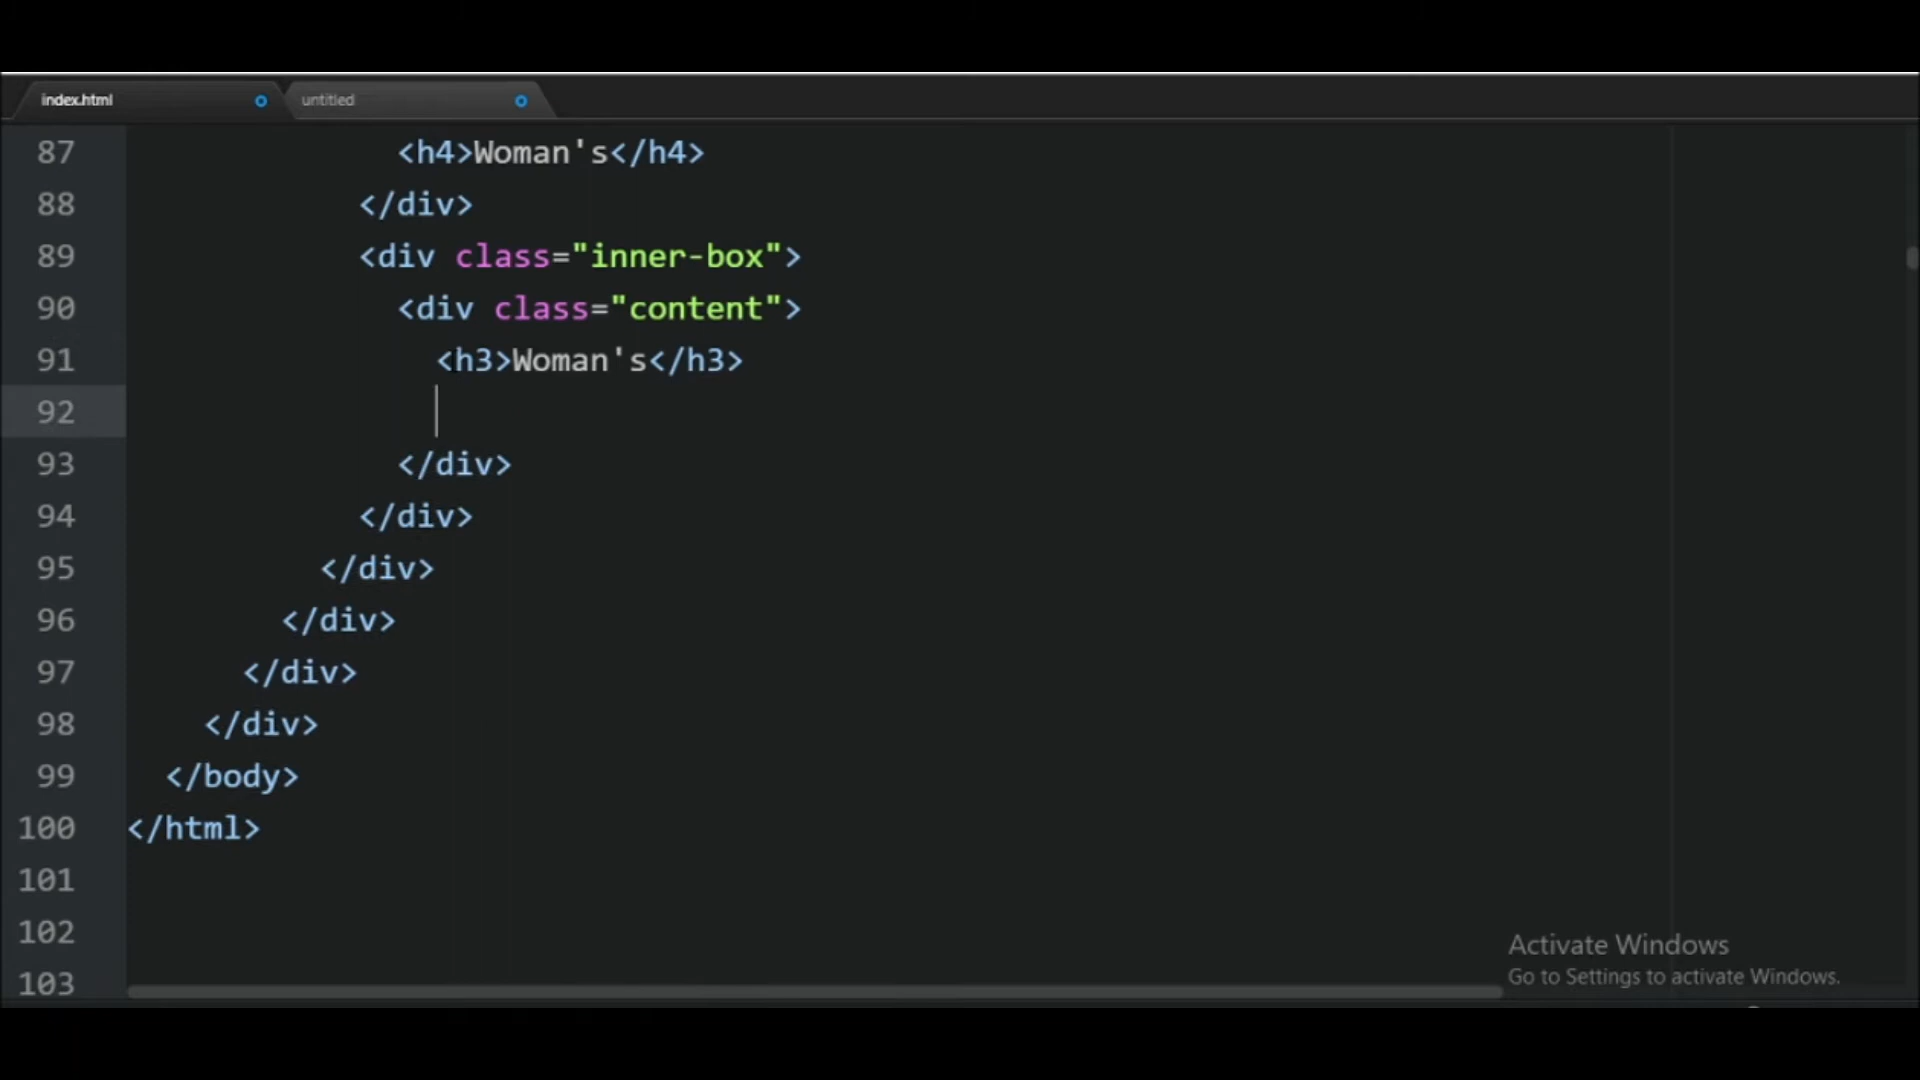 index.html
untitled
87 <h4>Woman's</h4>
88 </div>
89 <div class="inner-box">
90 <div class="content">
91 <h3>Woman's</h3>
92
93 </div>
94 </div>
95 </div>
96 </div>
97 </div>
98 </div>
99 </body>
100 </html>
101
102
103
Activate Windows
Go to Settings to activate Windows.